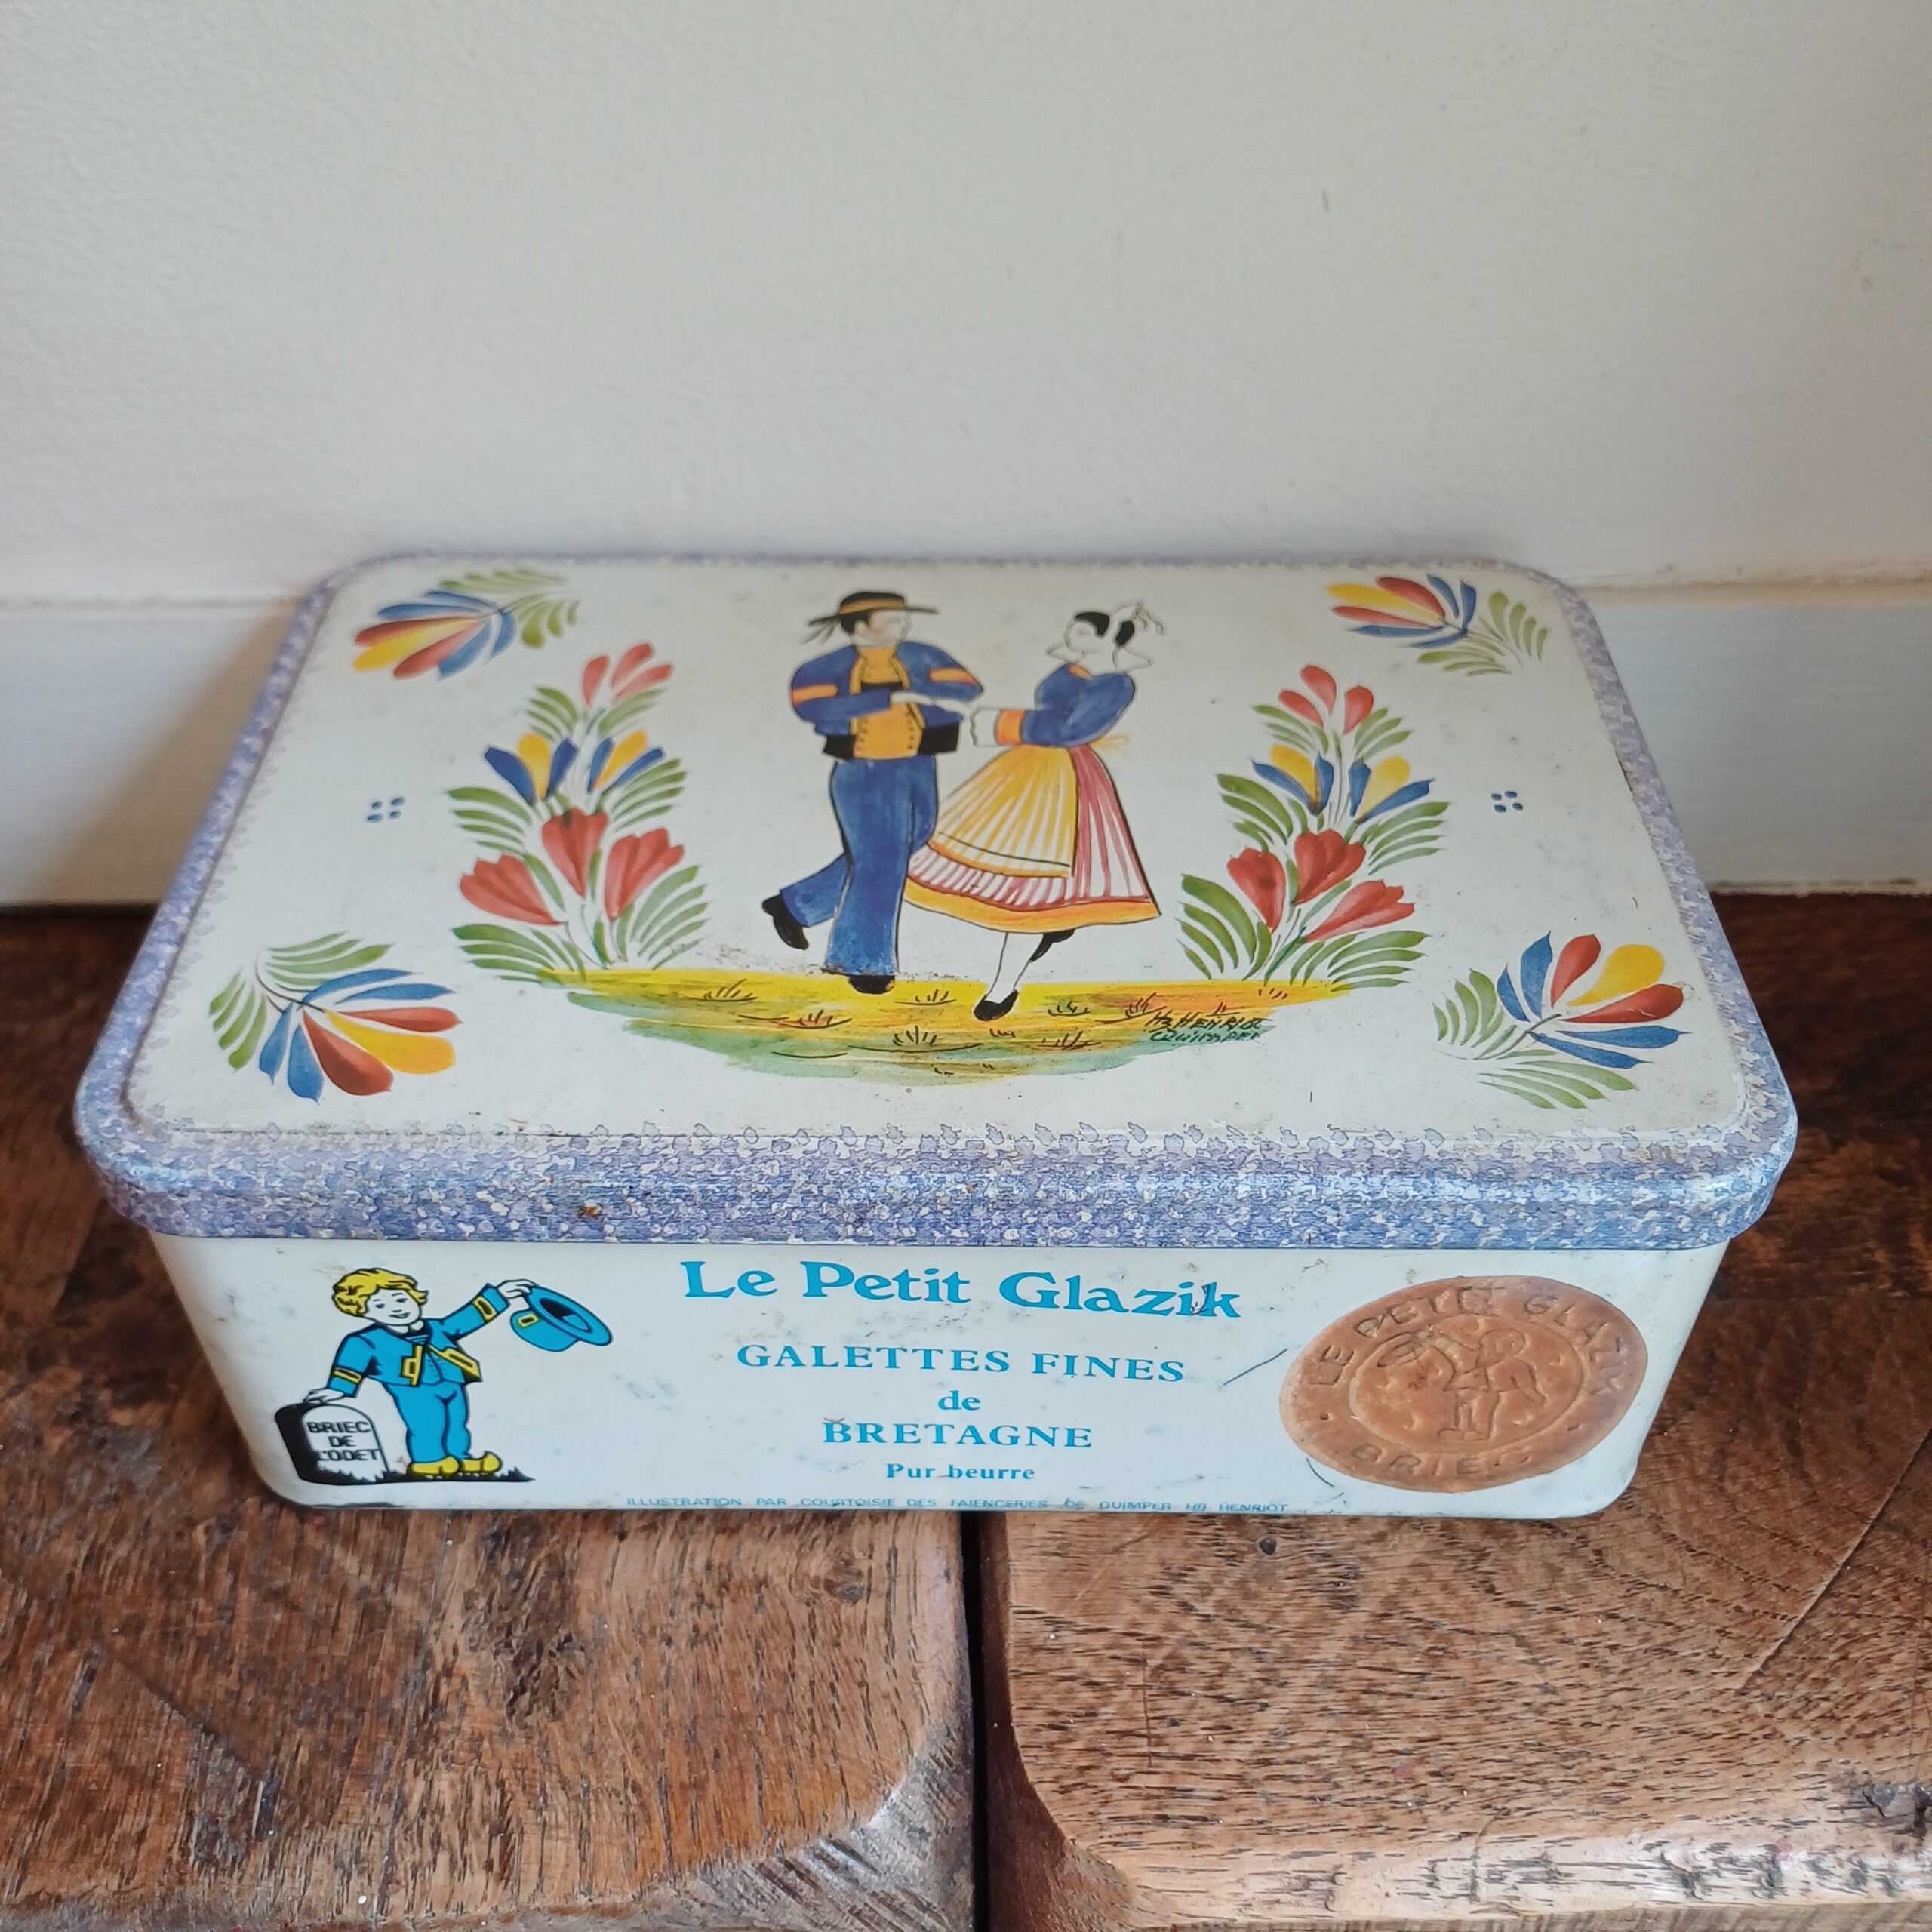 HB HENRIOT
Quimper
Le Petit Glazik
GALETTES FINES
de
BRETAGNE
Pur beurre
ILLUSTRATION PAR COURTOISIE DES FAIENCERIES DE QUIMPER HB HENRIOT
BRIEC
DE
L'ODET
LE PETIT GLAZIK
BRIEC